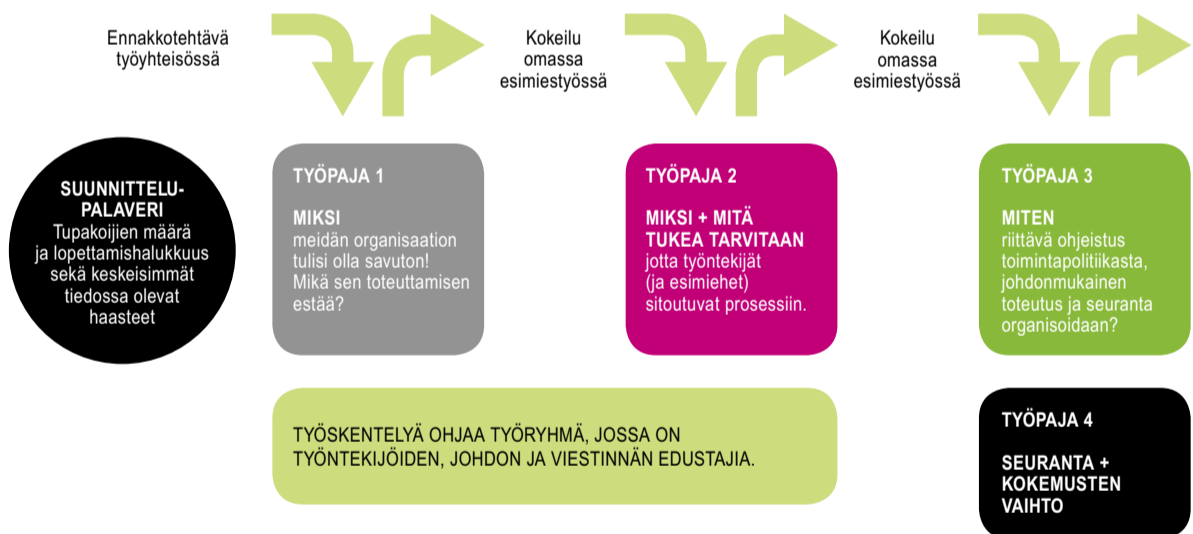 Ennakkotehtävä
työyhteisössä
Kokeilu
omassa
esimiestyössä
Kokeilu
omassa
esimiestyössä
SUUNNITTELU-
PALAVERI
Tupakoijien määrä
ja lopettamishalukkuus
sekä keskeisimmät
tiedossa olevat
haasteet
TYÖPAJA 1
MIKSI
meidän organisaation
tulisi olla savuton!
Mikä sen toteuttamisen
estää?
TYÖPAJA 2
MIKSI + MITÄ
TUKEA TARVITAAN
jotta työntekijät
(ja esimiehet)
sitoutuvat prosessiin.
TYÖPAJA 3
MITEN
riittävä ohjeistus
toimintapolitiikasta,
johdonmukainen
toteutus ja seuranta
organisoidaan?
TYÖSKENTELYÄ OHJAA TYÖRYHMÄ, JOSSA ON
TYÖNTEKIJÖIDEN, JOHDON JA VIESTINNÄN EDUSTAJIA.
TYÖPAJA 4
SEURANTA +
KOKEMUSTEN
VAIHTO